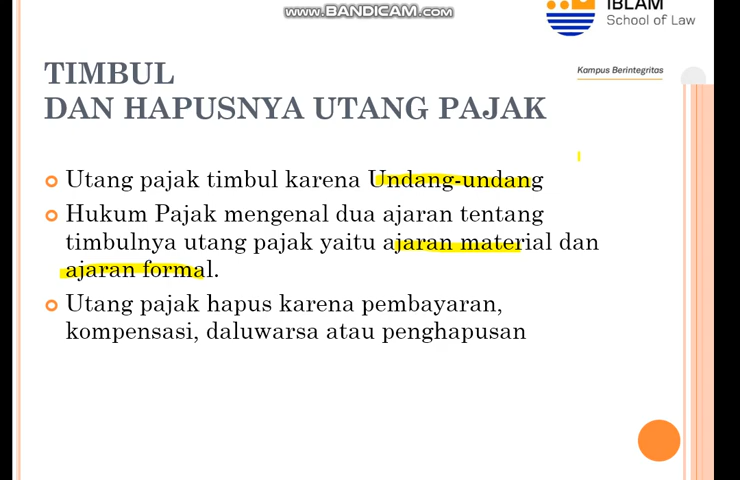 www.BANDICAM.com
IBLAM
School of Law
Kampus Berintegritas
TIMBUL
DAN HAPUSNYA UTANG PAJAK
Utang pajak timbul karena Undang-undang
Hukum Pajak mengenal dua ajaran tentang
timbulnya utang pajak yaitu ajaran material dan
ajaran formal.
Utang pajak hapus karena pembayaran,
kompensasi, daluwarsa atau penghapusan